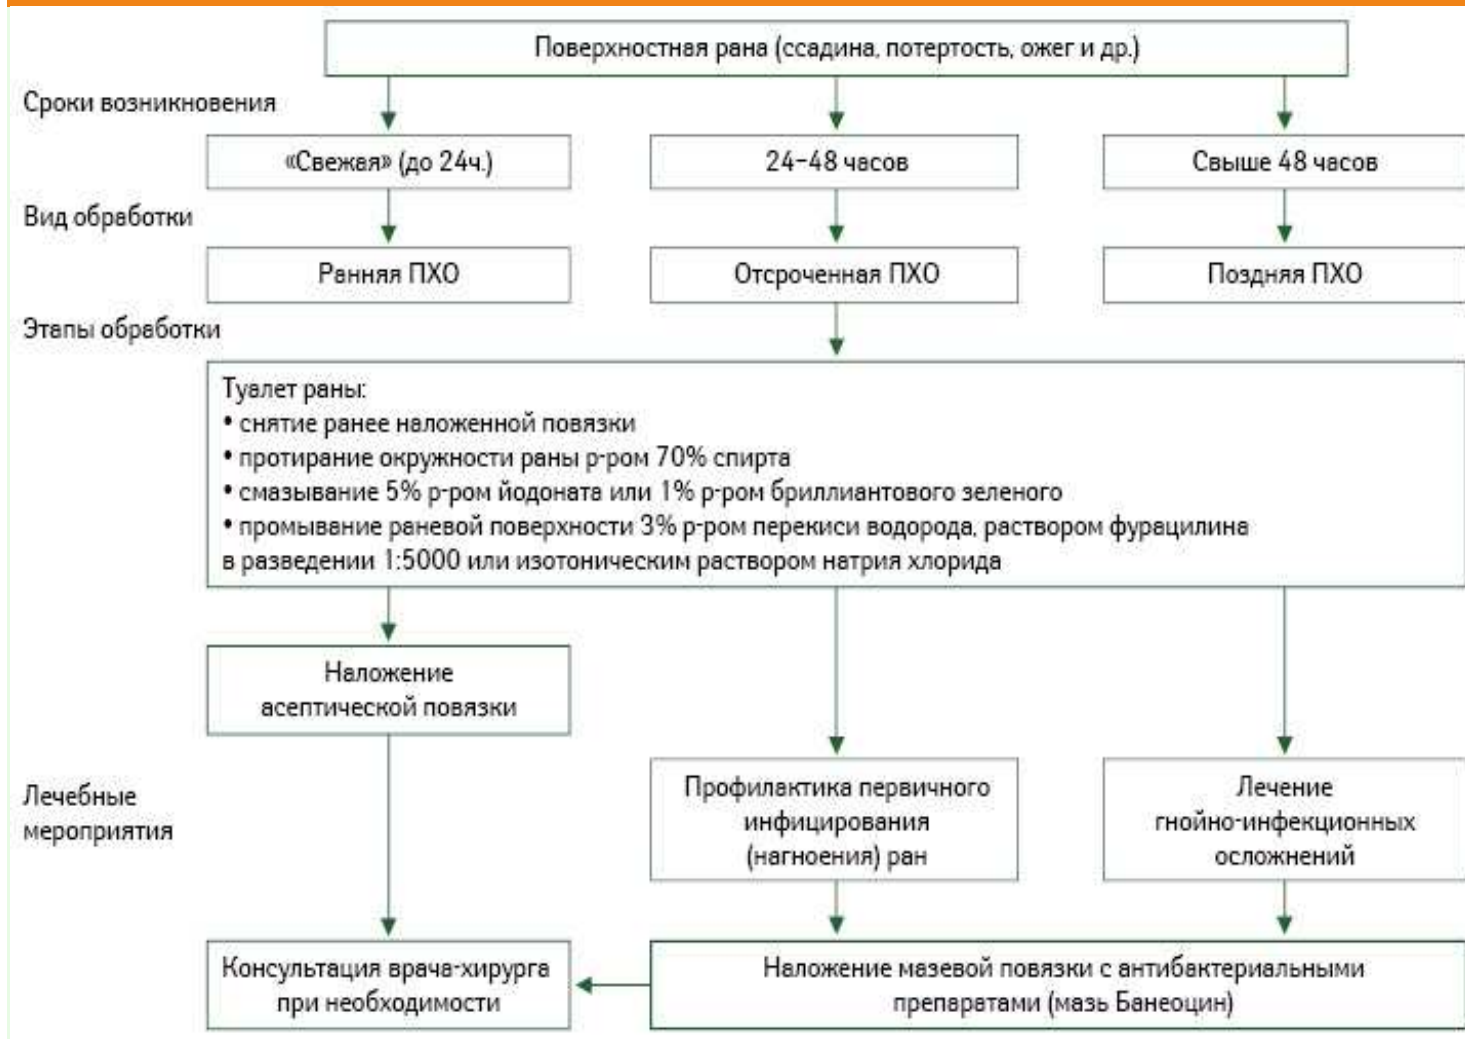 Поверхностная рана (ссадина, потертость, ожег и др.)
Сроки возникновения
«Свежая» (до 24ч.)
24–48 часов
Свыше 48 часов
Вид обработки
Ранняя ПХО
Отсроченная ПХО
Поздняя ПХО
Этапы обработки
Туалет раны:
• снятие ранее наложенной повязки
• протирание окружности раны р-ром 70% спирта
• смазывание 5% р-ром йодоната или 1% р-ром бриллиантового зеленого
• промывание раневой поверхности 3% р-ром перекиси водорода, раствором фурацилина
в разведении 1:5000 или изотоническим раствором натрия хлорида
Наложение
асептической повязки
Лечебные
мероприятия
Профилактика первичного
инфицирования
(нагноения) ран
Лечение
гнойно-инфекционных
осложнений
Консультация врача-хирурга
при необходимости
Наложение мазевой повязки с антибактериальными
препаратами (мазь Банеоцин)